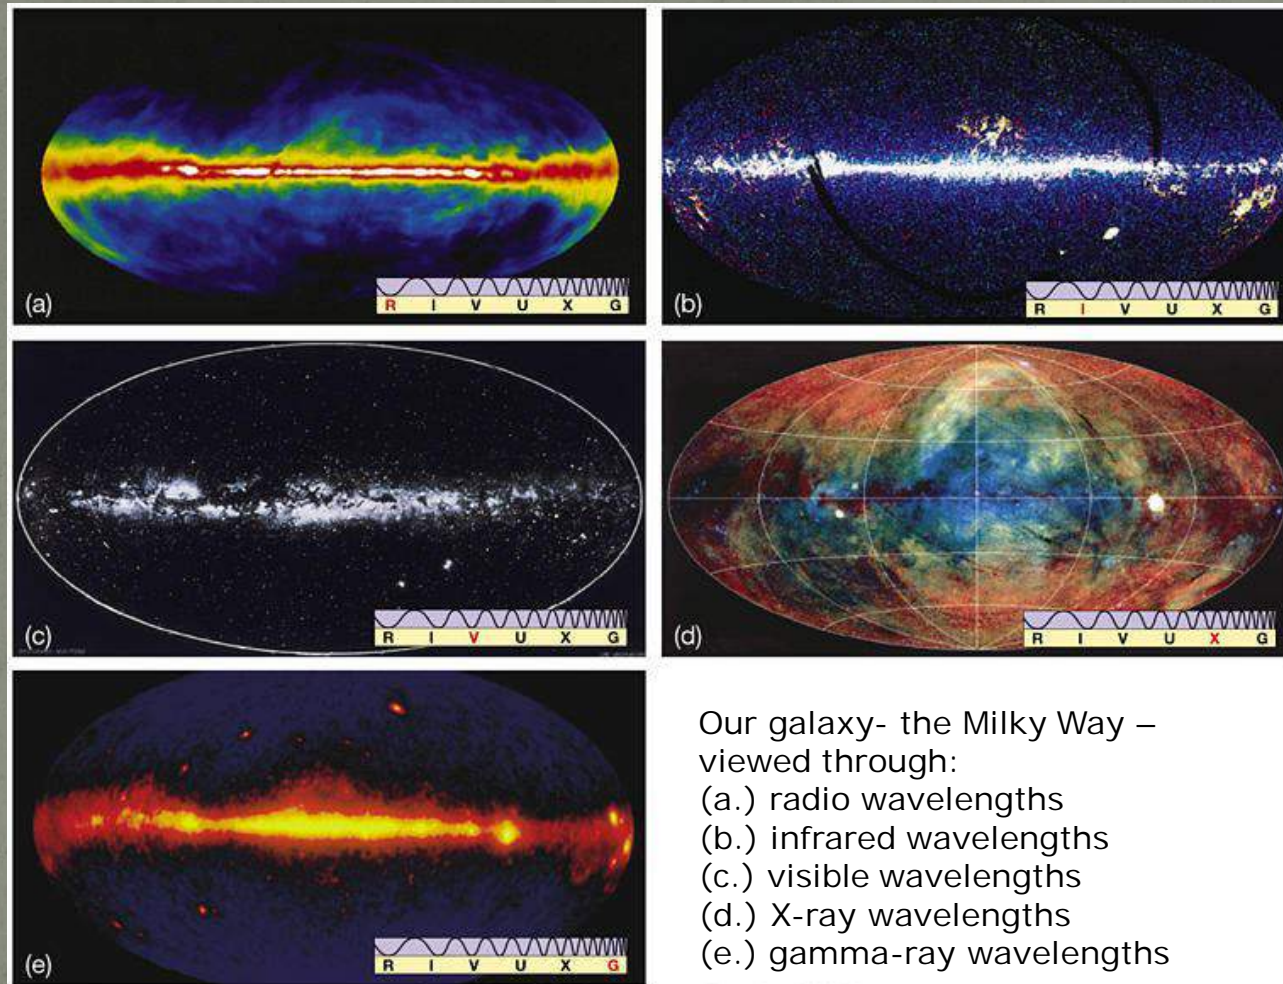 (a)
R I V U X G
(b)
R I V U X G
(c)
R I V U X G
(d)
R I V U X G
(e)
R I V U X G
Our galaxy- the Milky Way –
viewed through:
(a.) radio wavelengths
(b.) infrared wavelengths
(c.) visible wavelengths
(d.) X-ray wavelengths
(e.) gamma-ray wavelengths